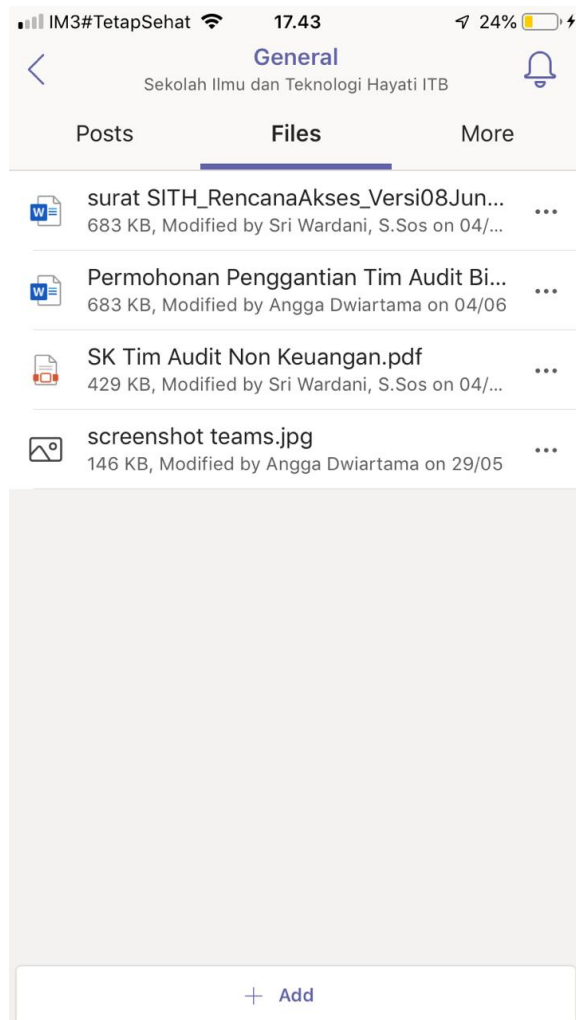 IM3#TetapSehat 17.43 24%
General
Sekolah Ilmu dan Teknologi Hayati ITB
Posts Files More
surat SITH_RencanaAkses_Versi08Jun...
683 KB, Modified by Sri Wardani, S.Sos on 04/...
Permohonan Penggantian Tim Audit Bi...
683 KB, Modified by Angga Dwiartama on 04/06
SK Tim Audit Non Keuangan.pdf
429 KB, Modified by Sri Wardani, S.Sos on 04/...
screenshot teams.jpg
146 KB, Modified by Angga Dwiartama on 29/05
+ Add